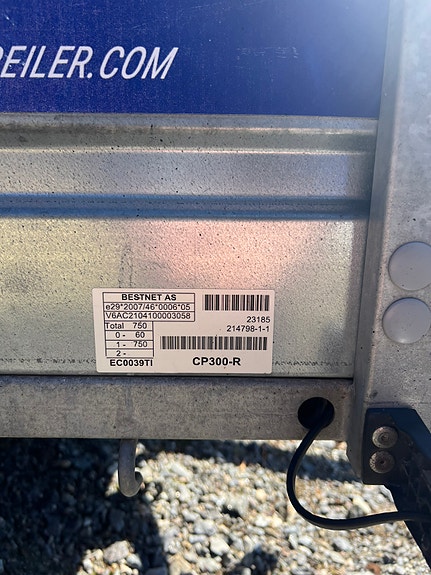 EILER.COM
BESTNET AS
e29*2007/46*0006*05
V6AC2104100003058
Total 750
0 - 60
1 - 750
2 -
EC0039TI
23185
214798-1-1
CP300-R